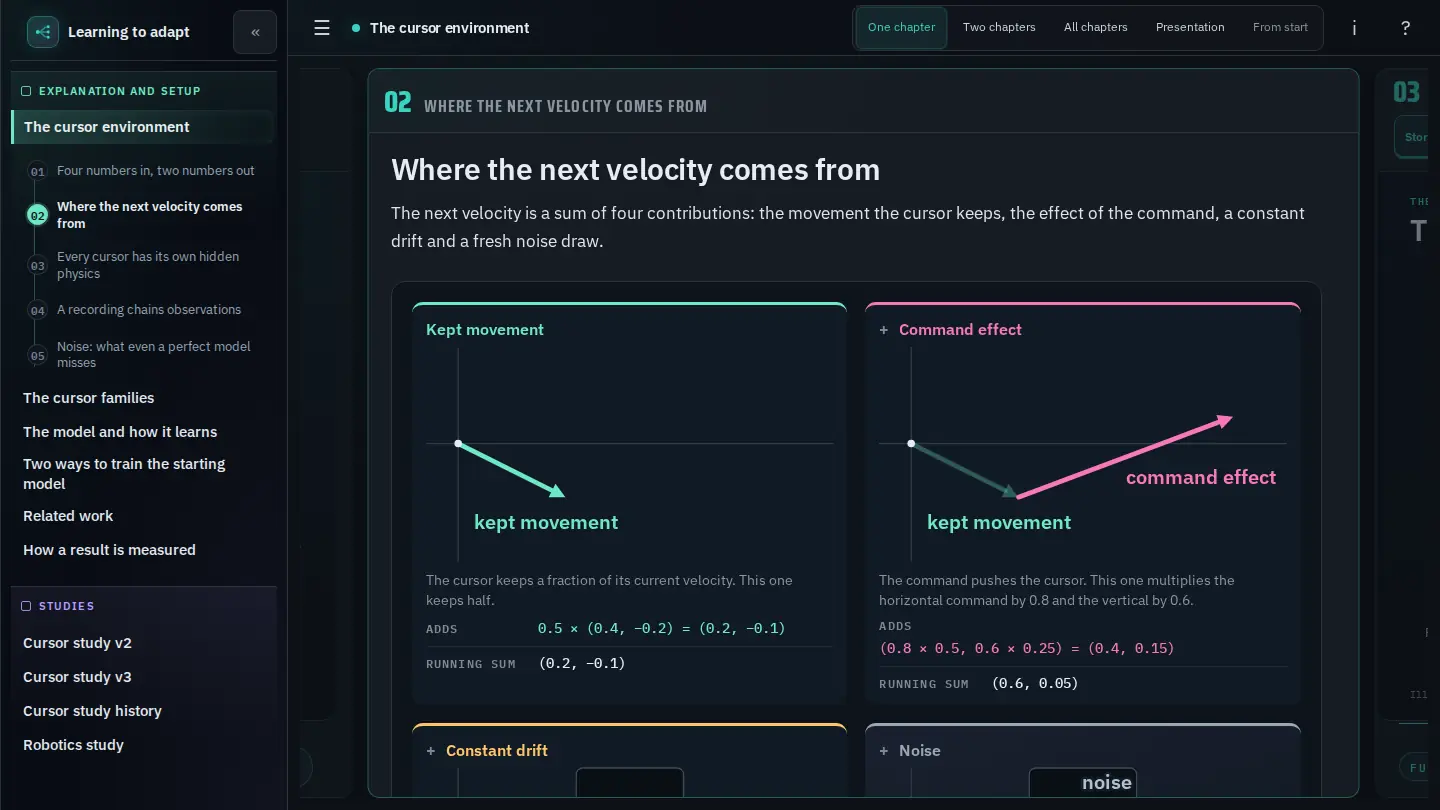 Learning to adapt
«
EXPLANATION AND SETUP
The cursor environment
01 Four numbers in, two numbers out
02 Where the next velocity comes
from
03 Every cursor has its own hidden
physics
04 A recording chains observations
05 Noise: what even a perfect model
misses
The cursor families
The model and how it learns
Two ways to train the starting
model
Related work
How a result is measured
STUDIES
Cursor study v2
Cursor study v3
Cursor study history
Robotics study
☰ The cursor environment
One chapter Two chapters All chapters Presentation From start i ?
02 WHERE THE NEXT VELOCITY COMES FROM
Where the next velocity comes from
The next velocity is a sum of four contributions: the movement the cursor keeps, the effect of the command, a constant
drift and a fresh noise draw.
Kept movement
kept movement
The cursor keeps a fraction of its current velocity. This one
keeps half.
ADDS 0.5 × (0.4, −0.2) = (0.2, −0.1)
RUNNING SUM (0.2, −0.1)
+ Command effect
command effect
kept movement
The command pushes the cursor. This one multiplies the
horizontal command by 0.8 and the vertical by 0.6.
ADDS
(0.8 × 0.5, 0.6 × 0.25) = (0.4, 0.15)
RUNNING SUM (0.6, 0.05)
+ Constant drift
+ Noise
noise
03